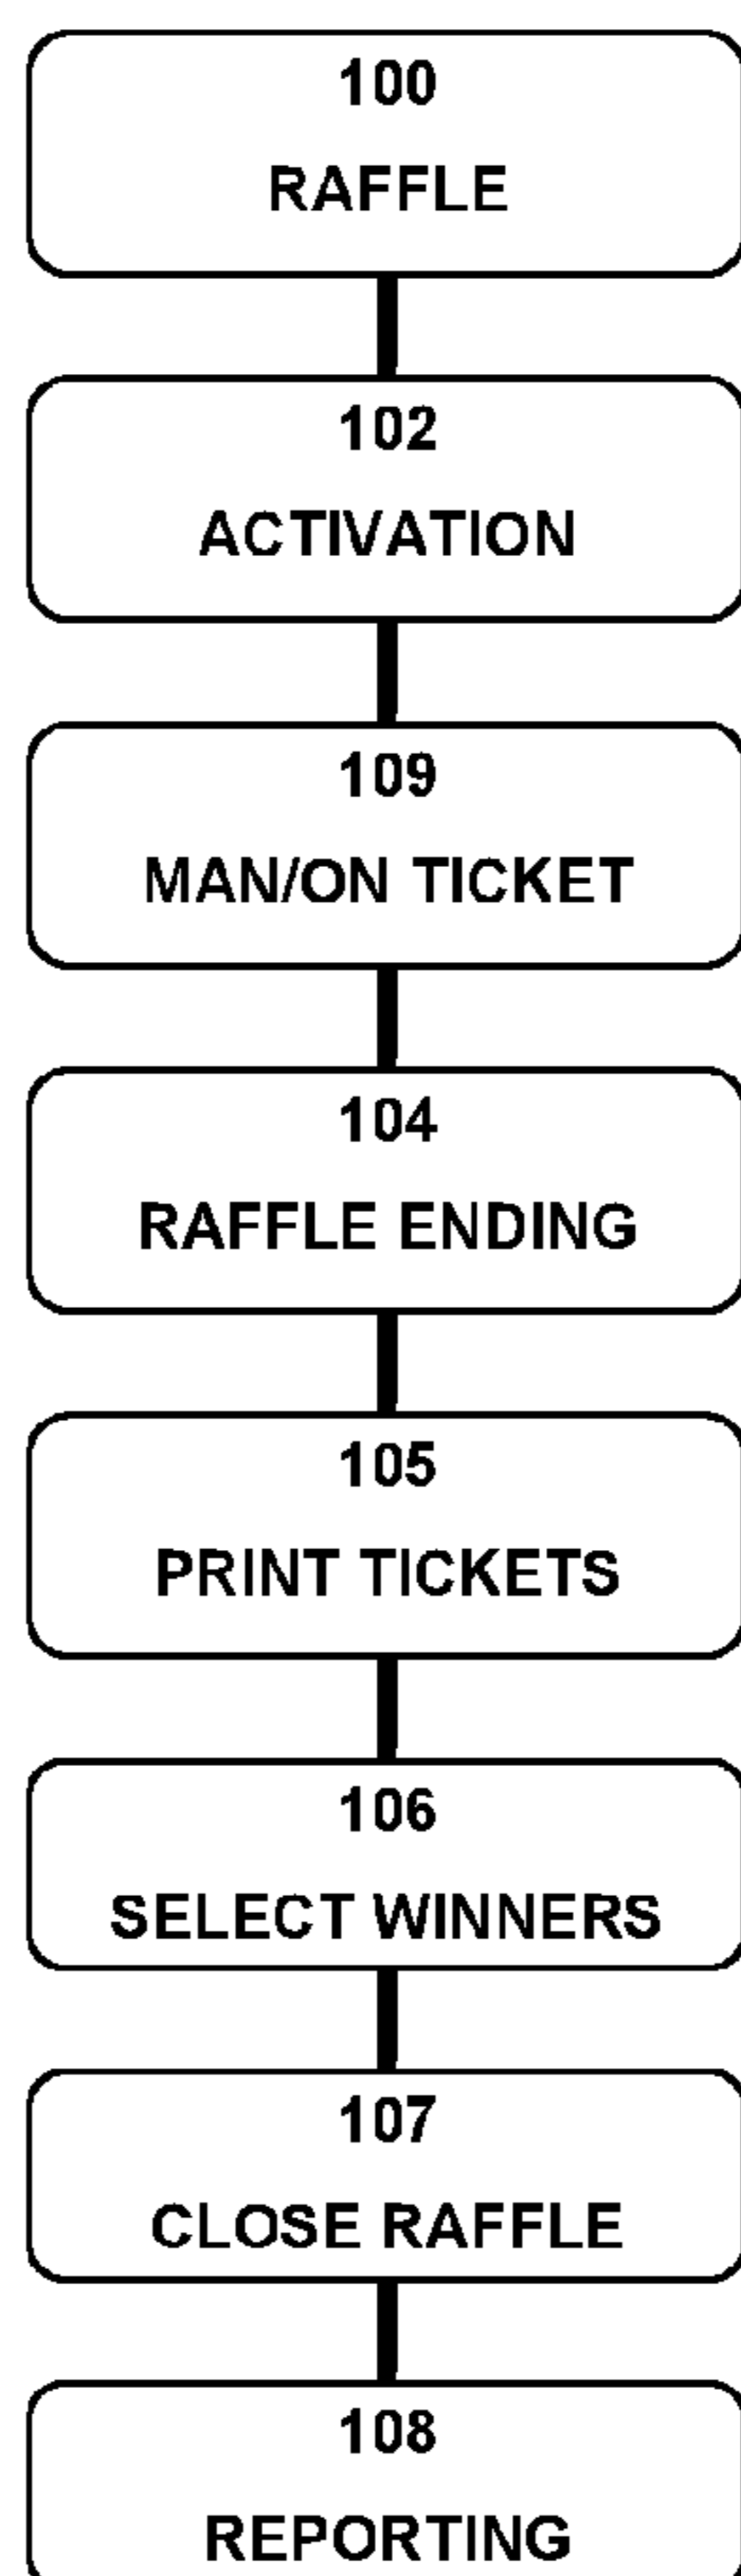 100
RAFFLE
102
ACTIVATION
109
MAN/ON TICKET
104
RAFFLE ENDING
105
PRINT TICKETS
106
SELECT WINNERS
107
CLOSE RAFFLE
108
REPORTING